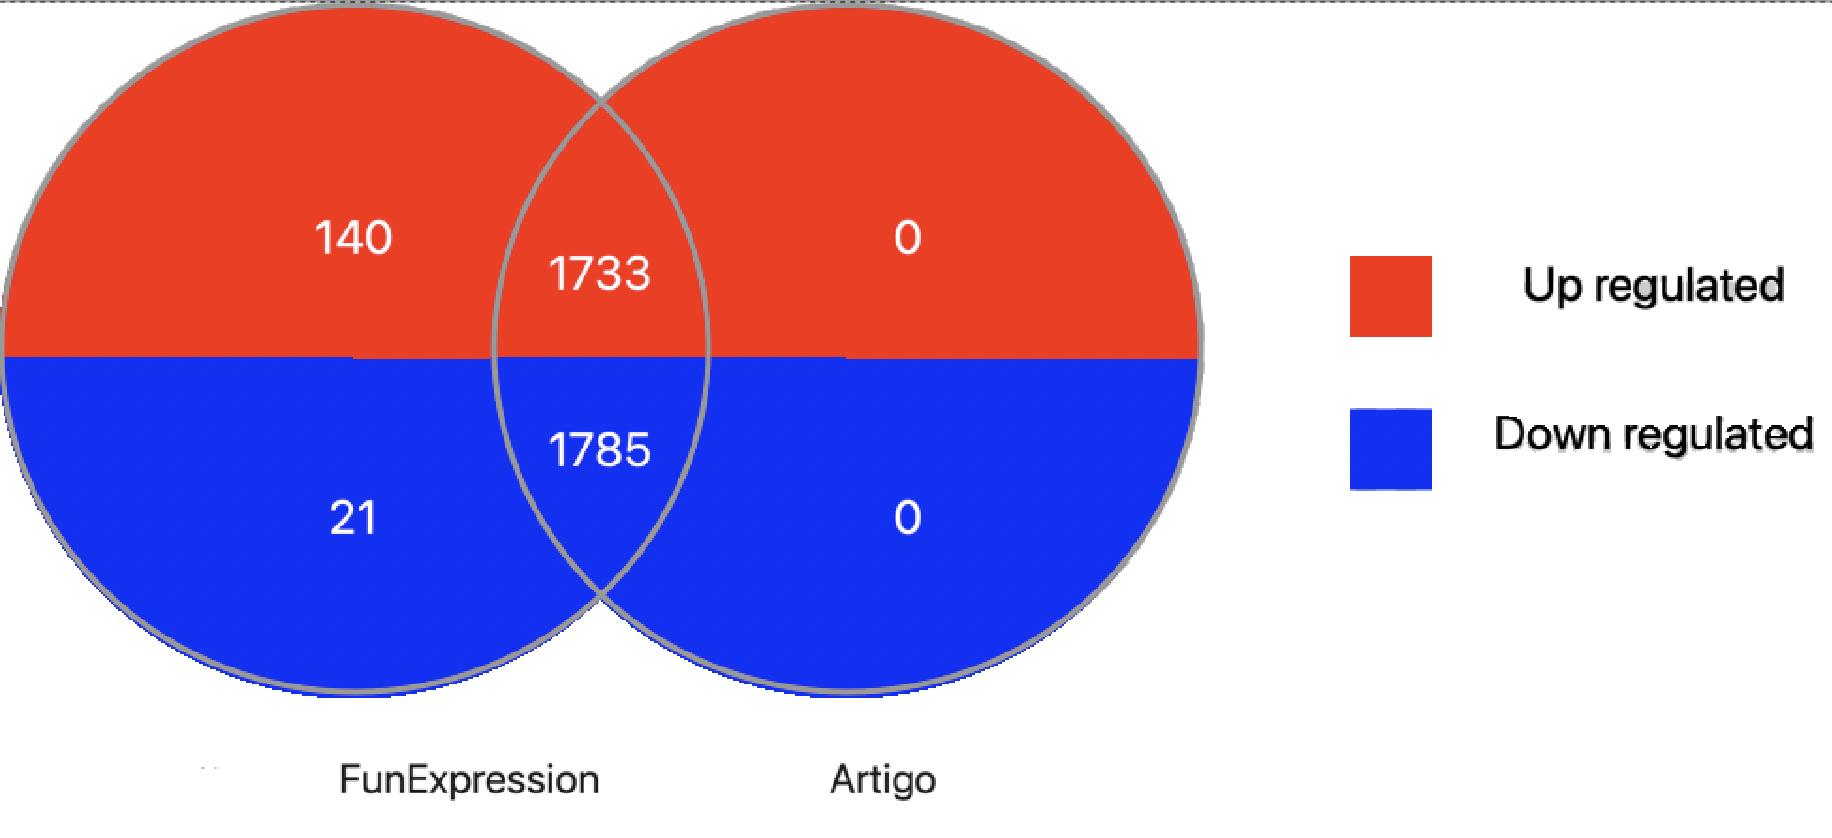 140
1733
0
Up regulated
Down regulated
1785
21
0
FunExpression
Artigo